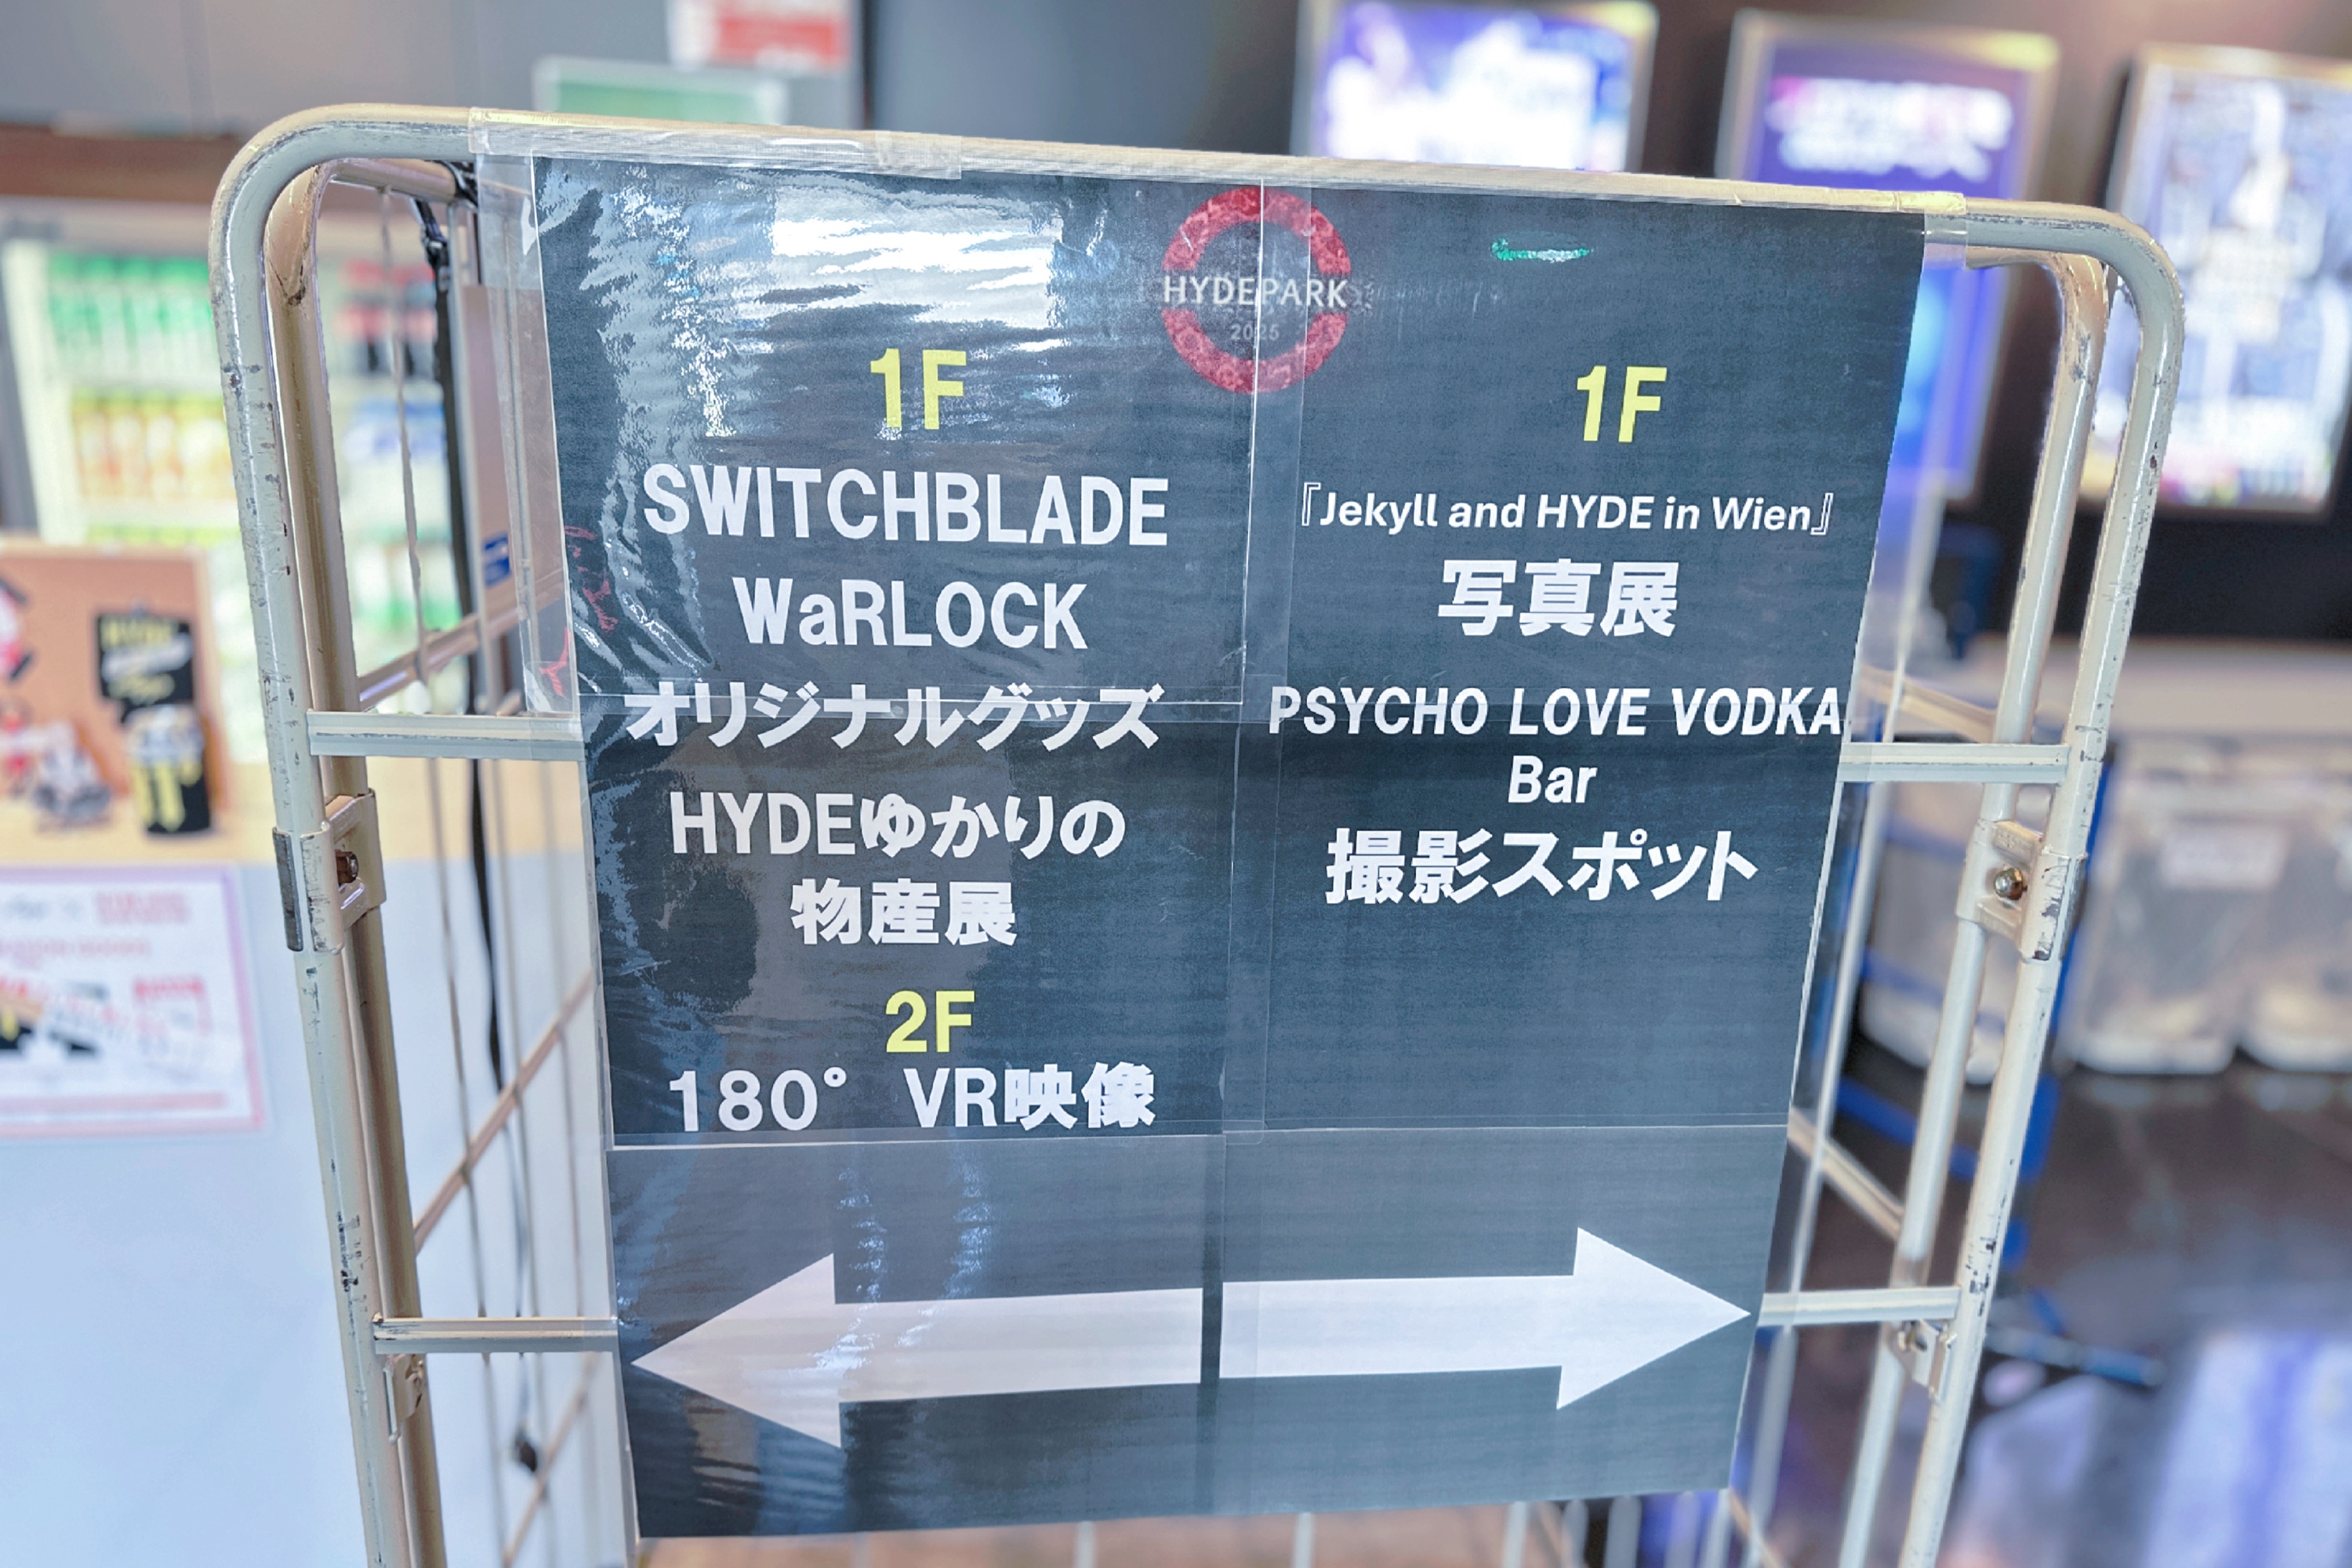 HYDEPARK
2025
1F
SWITCHBLADE
WaRLOCK
オリジナルグッズ
HYDEゆかりの
物産展
2F
180° VR映像
1F
『Jekyll and HYDE in Wien』
写真展
PSYCHO LOVE VODKA
Bar
撮影スポット